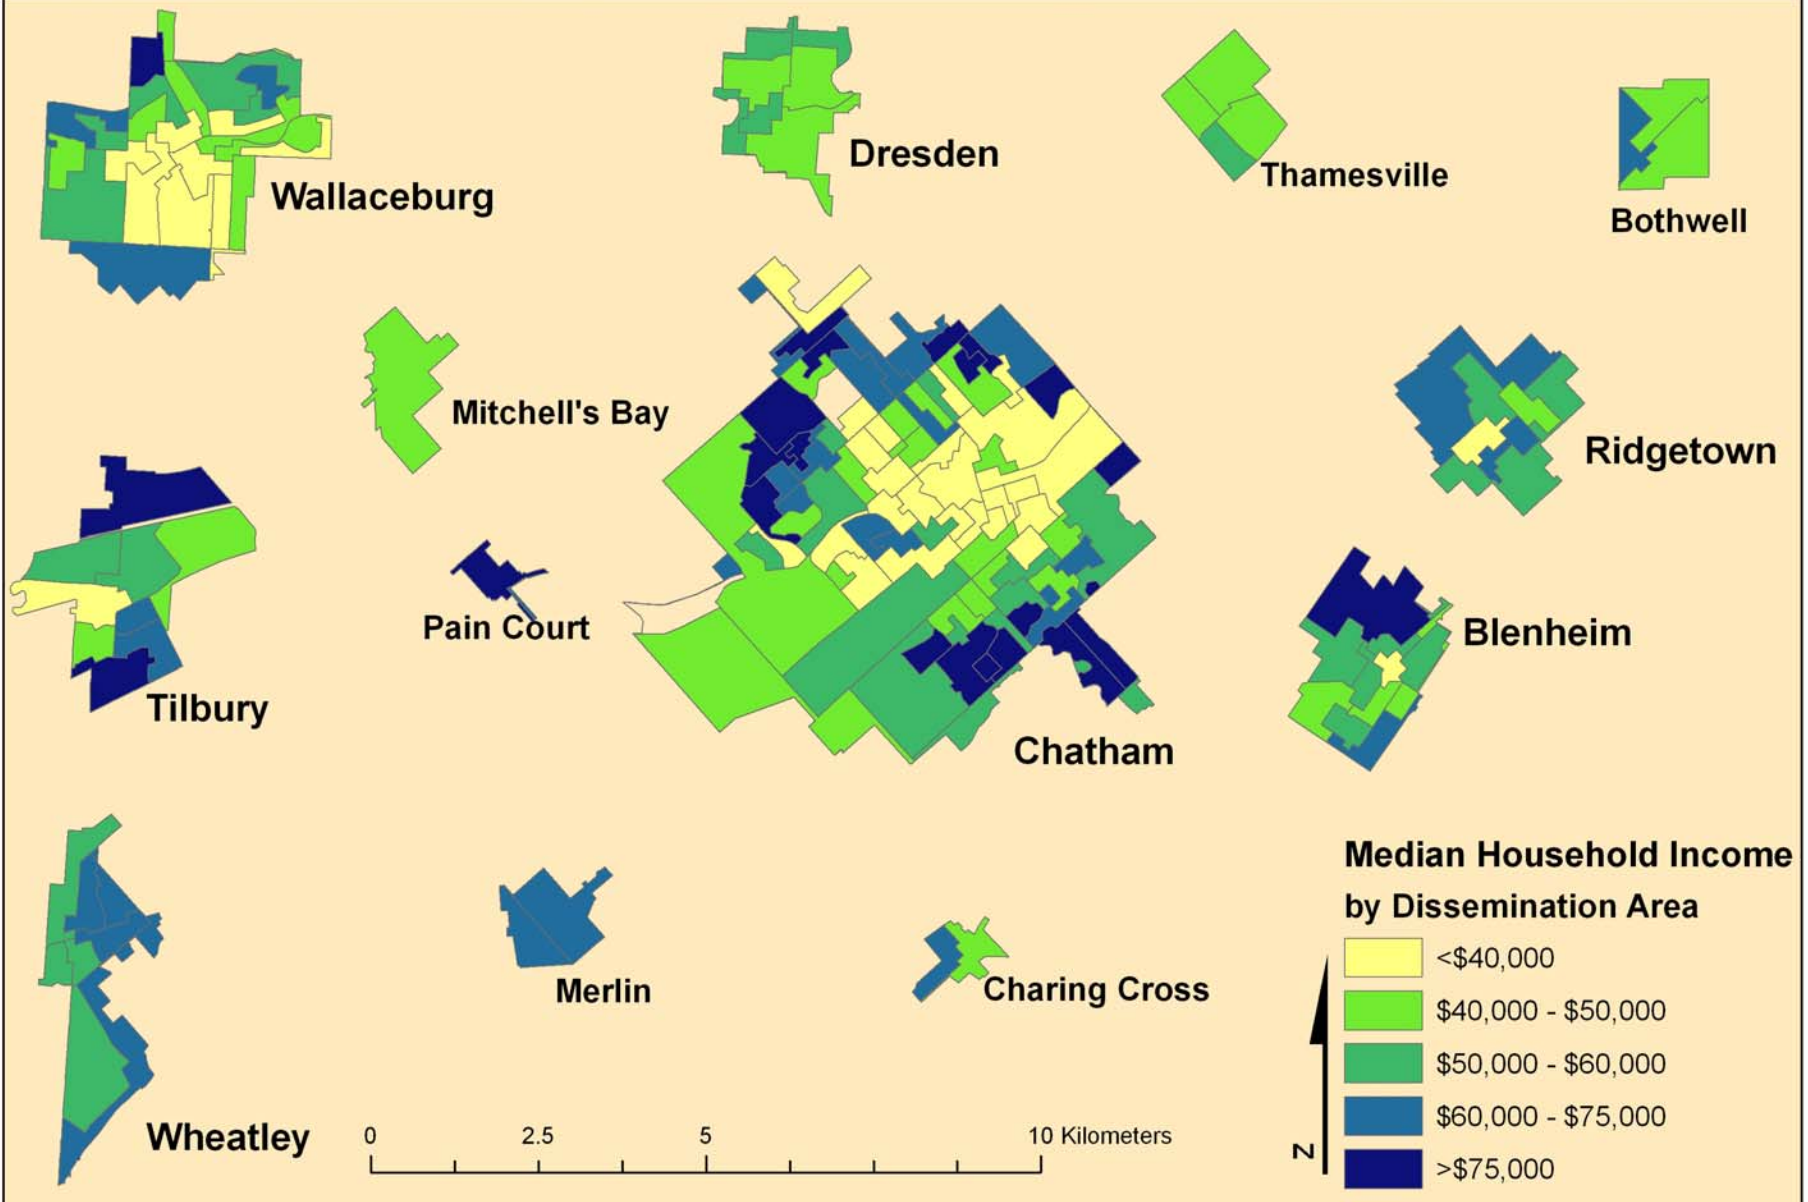 Wallaceburg
Dresden
Thamesville
Bothwell
Mitchell's Bay
Ridgetown
Pain Court
Tilbury
Blenheim
Chatham
Merlin
Charing Cross
Wheatley
0 2.5 5 10 Kilometers
Median Household Income
by Dissemination Area
<$40,000
$40,000 - $50,000
$50,000 - $60,000
$60,000 - $75,000
>$75,000
N